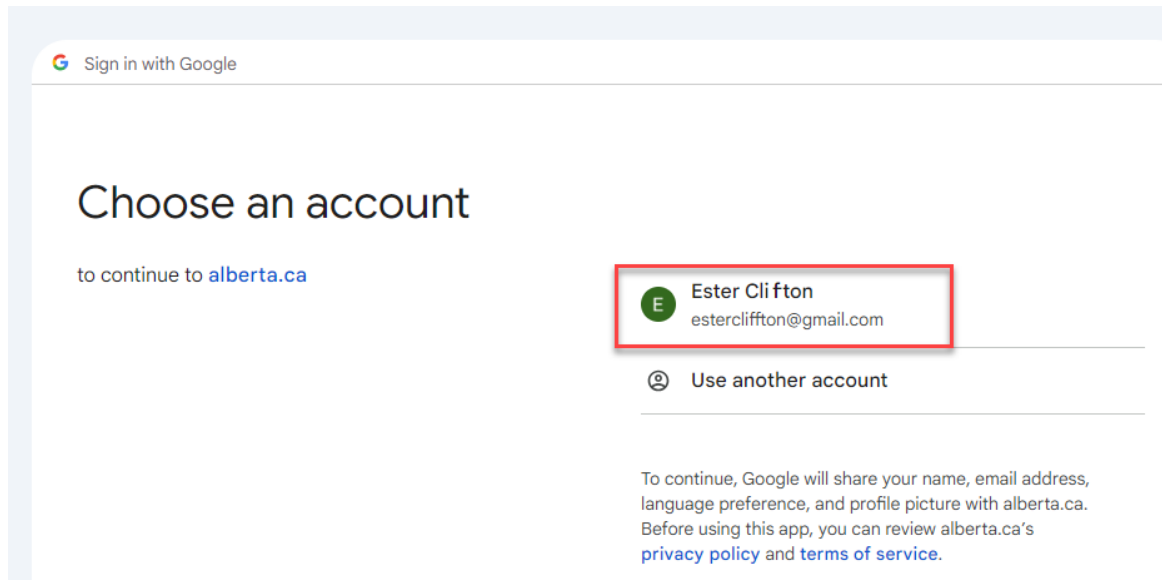 Sign in with Google
Choose an account
to continue to alberta.ca
E
Ester Clifton
estercliffton@gmail.com
Use another account
To continue, Google will share your name, email address,
language preference, and profile picture with alberta.ca.
Before using this app, you can review alberta.ca’s
privacy policy and terms of service.